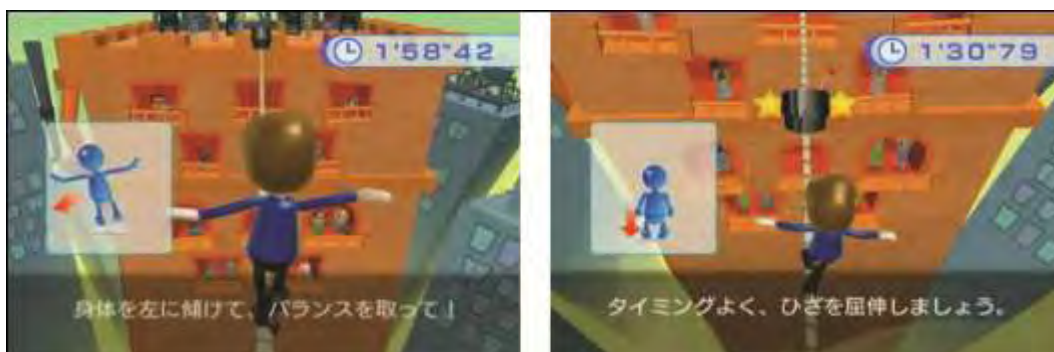 1'58"42
身体を左に傾けて、バランスを取って！
1'30"79
タイミングよく、ひざを屈伸しましょう。